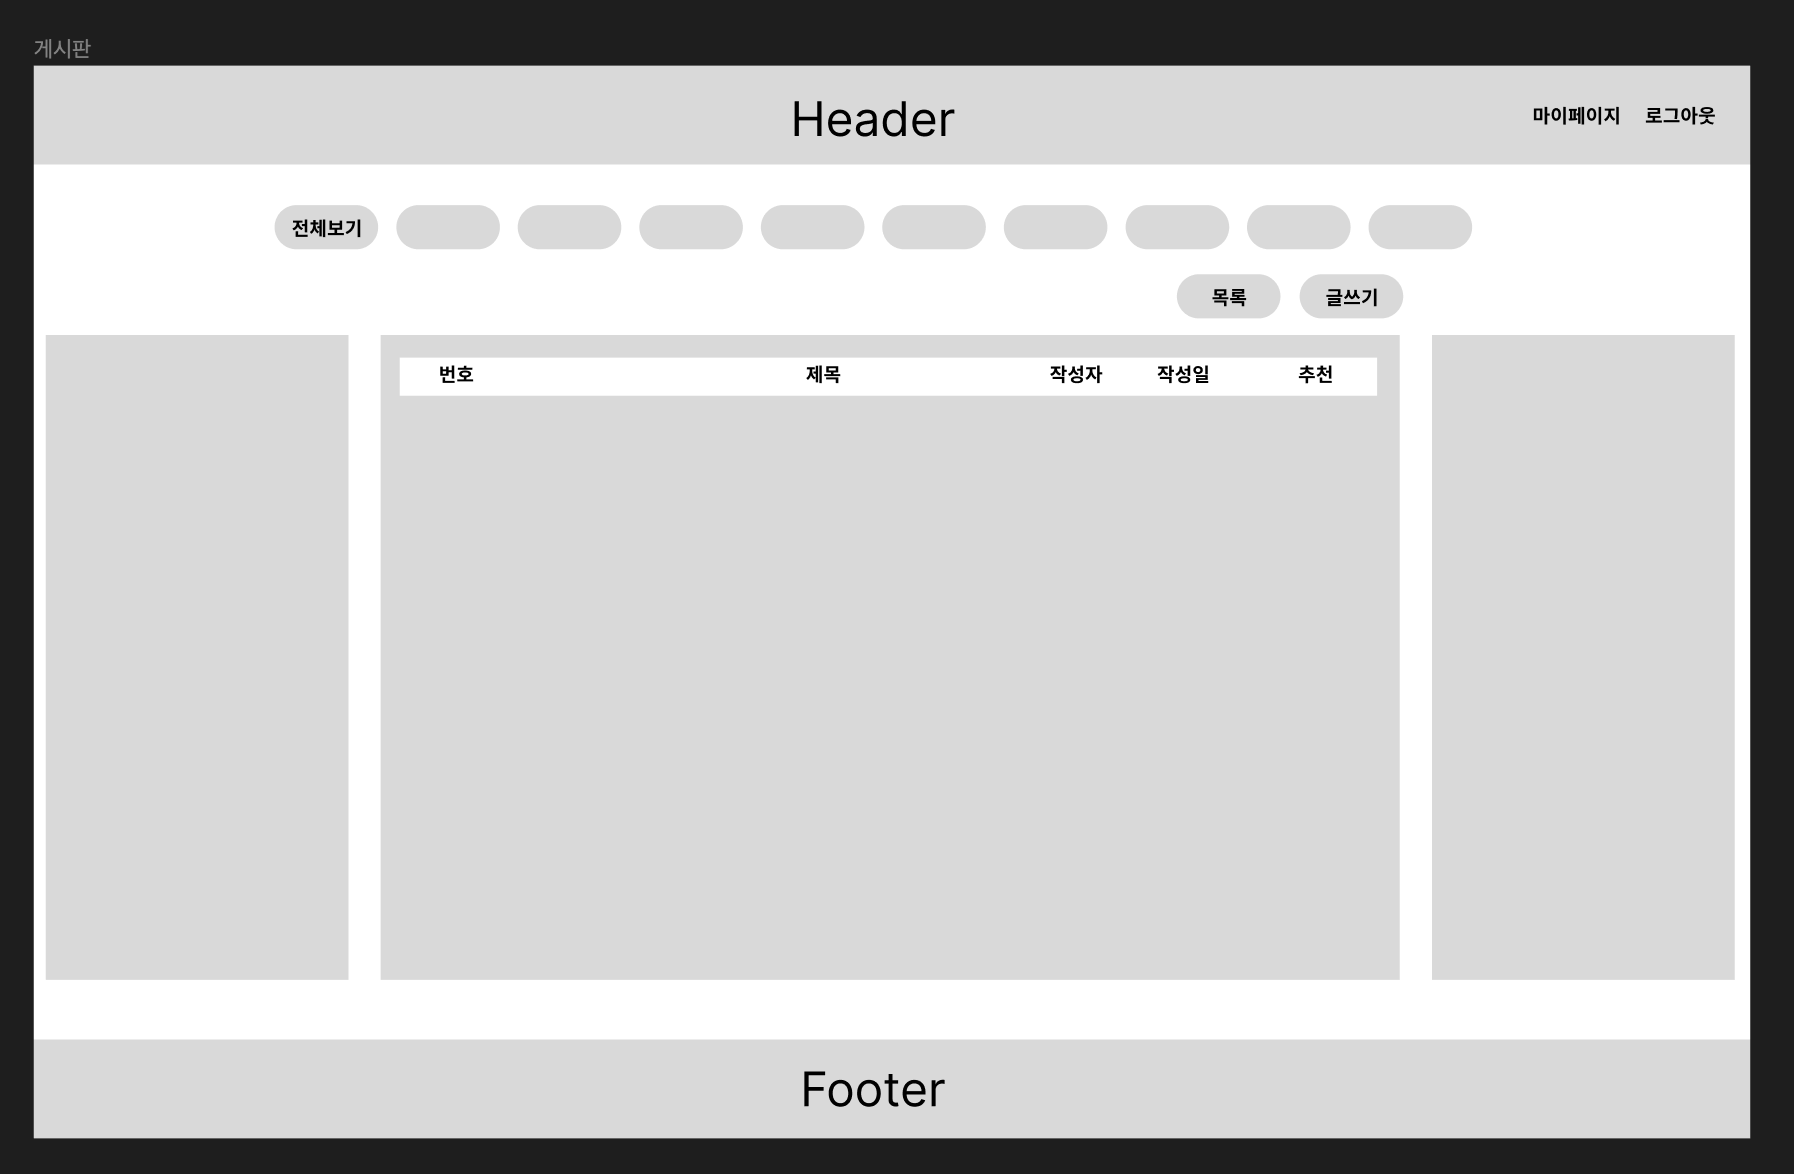 게시판
Header
마이페이지 로그아웃
전체보기
목록 글쓰기
번호 제목 작성자 작성일 추천
Footer